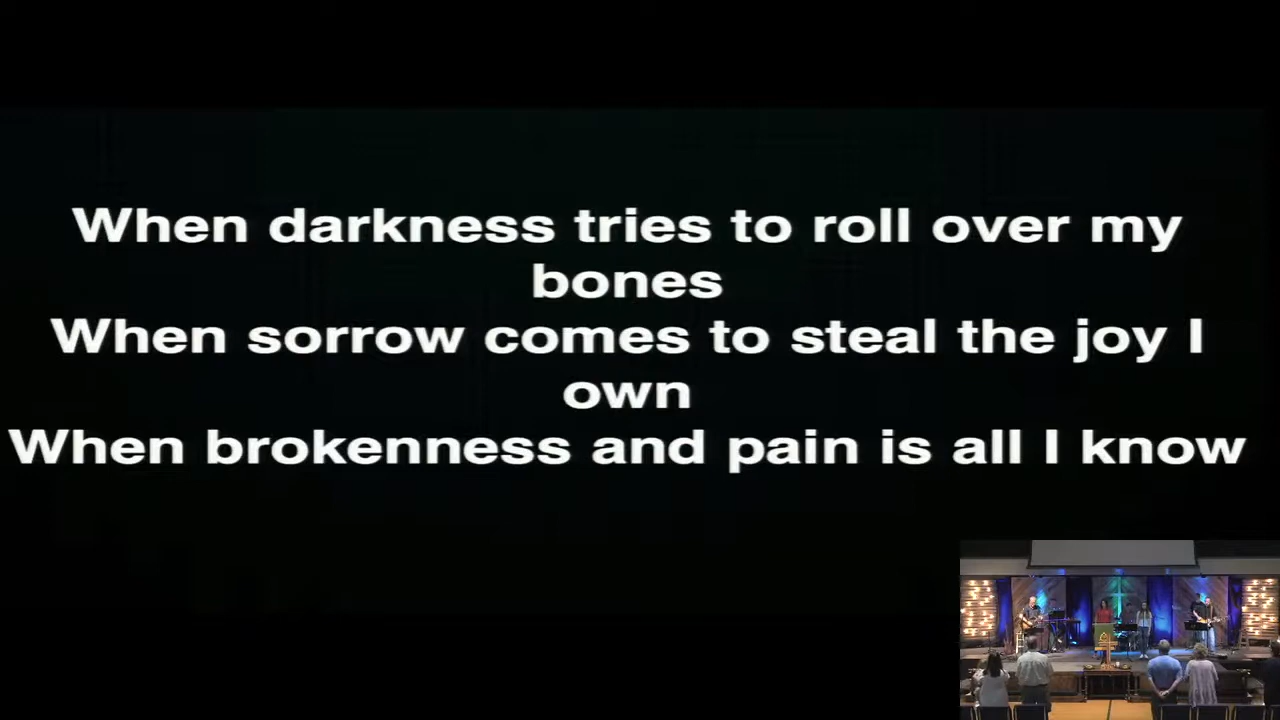 When darkness tries to roll over my
bones
When sorrow comes to steal the joy I
own
When brokenness and pain is all I know